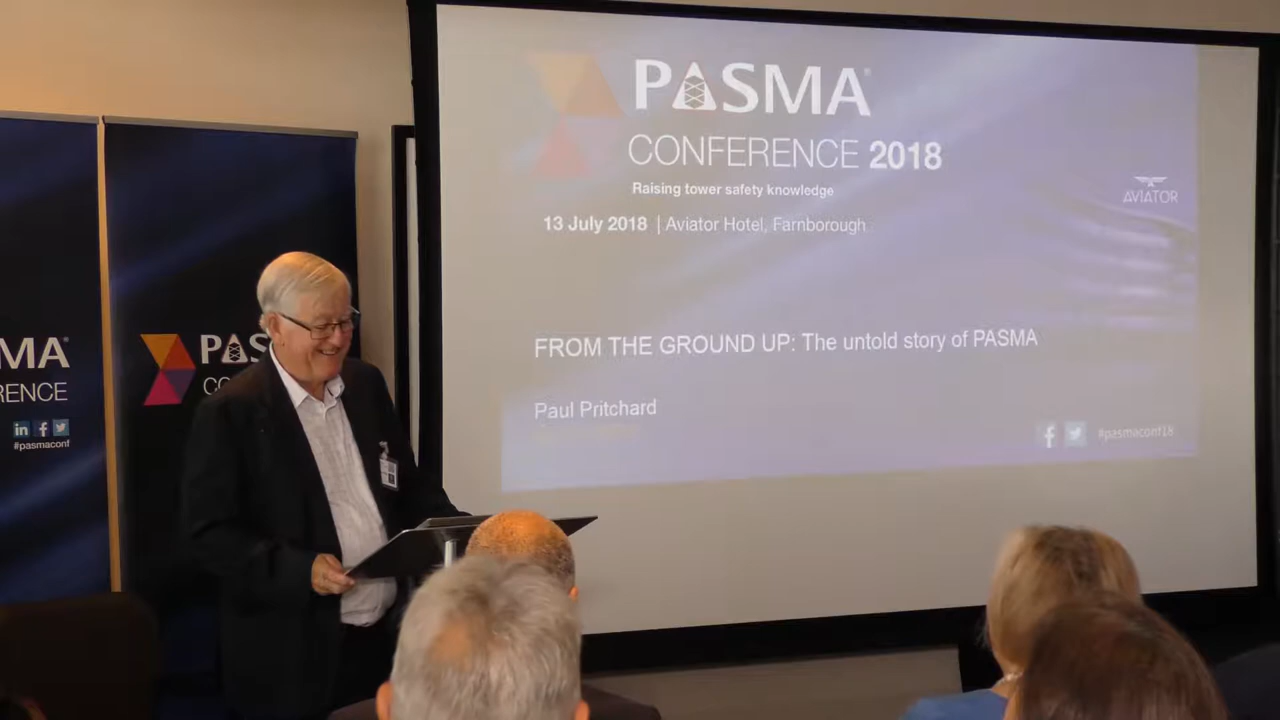 PASMA
CONFERENCE 2018
Raising tower safety knowledge
13 July 2018 | Aviator Hotel, Farnborough
AVIATOR
FROM THE GROUND UP: The untold story of PASMA
Paul Pritchard
#pasmaconf18
MA
RENCE
in f
#pasmaconf
PAS
CO